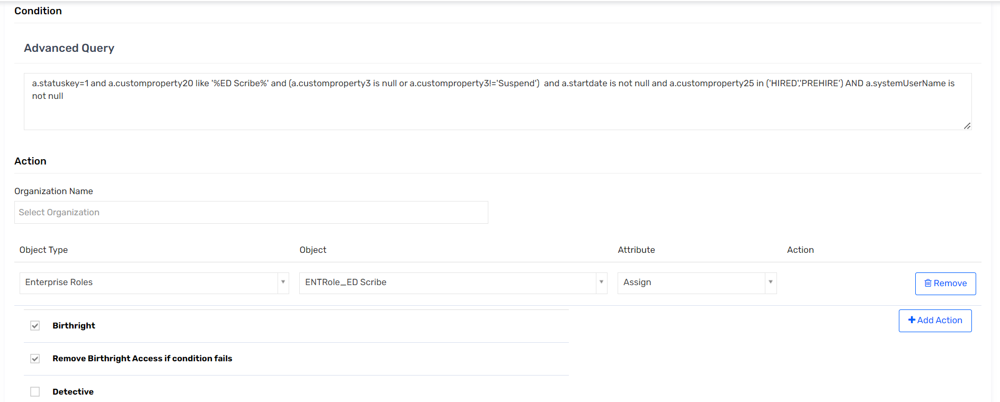 Condition
Advanced Query
a.statuskey=1 and a.customproperty20 like '%ED Scribe%' and (a.customproperty3 is null or a.customproperty3!='Suspend')  and a.startdate is not null and a.customproperty25 in ('HIRED','PREHIRE') AND a.systemUserName is
not null
Action
Organization Name
Select Organization
Object Type Object Attribute Action
Enterprise Roles ENTRole_ED Scribe Assign Remove
Birthright Add Action
Remove Birthright Access if condition fails
Detective